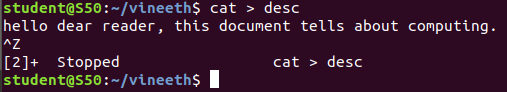 student@S50:~/vineeth$ cat > desc
hello dear reader, this document tells about computing.
^Z
[2]+  Stopped                 cat > desc
student@S50:~/vineeth$